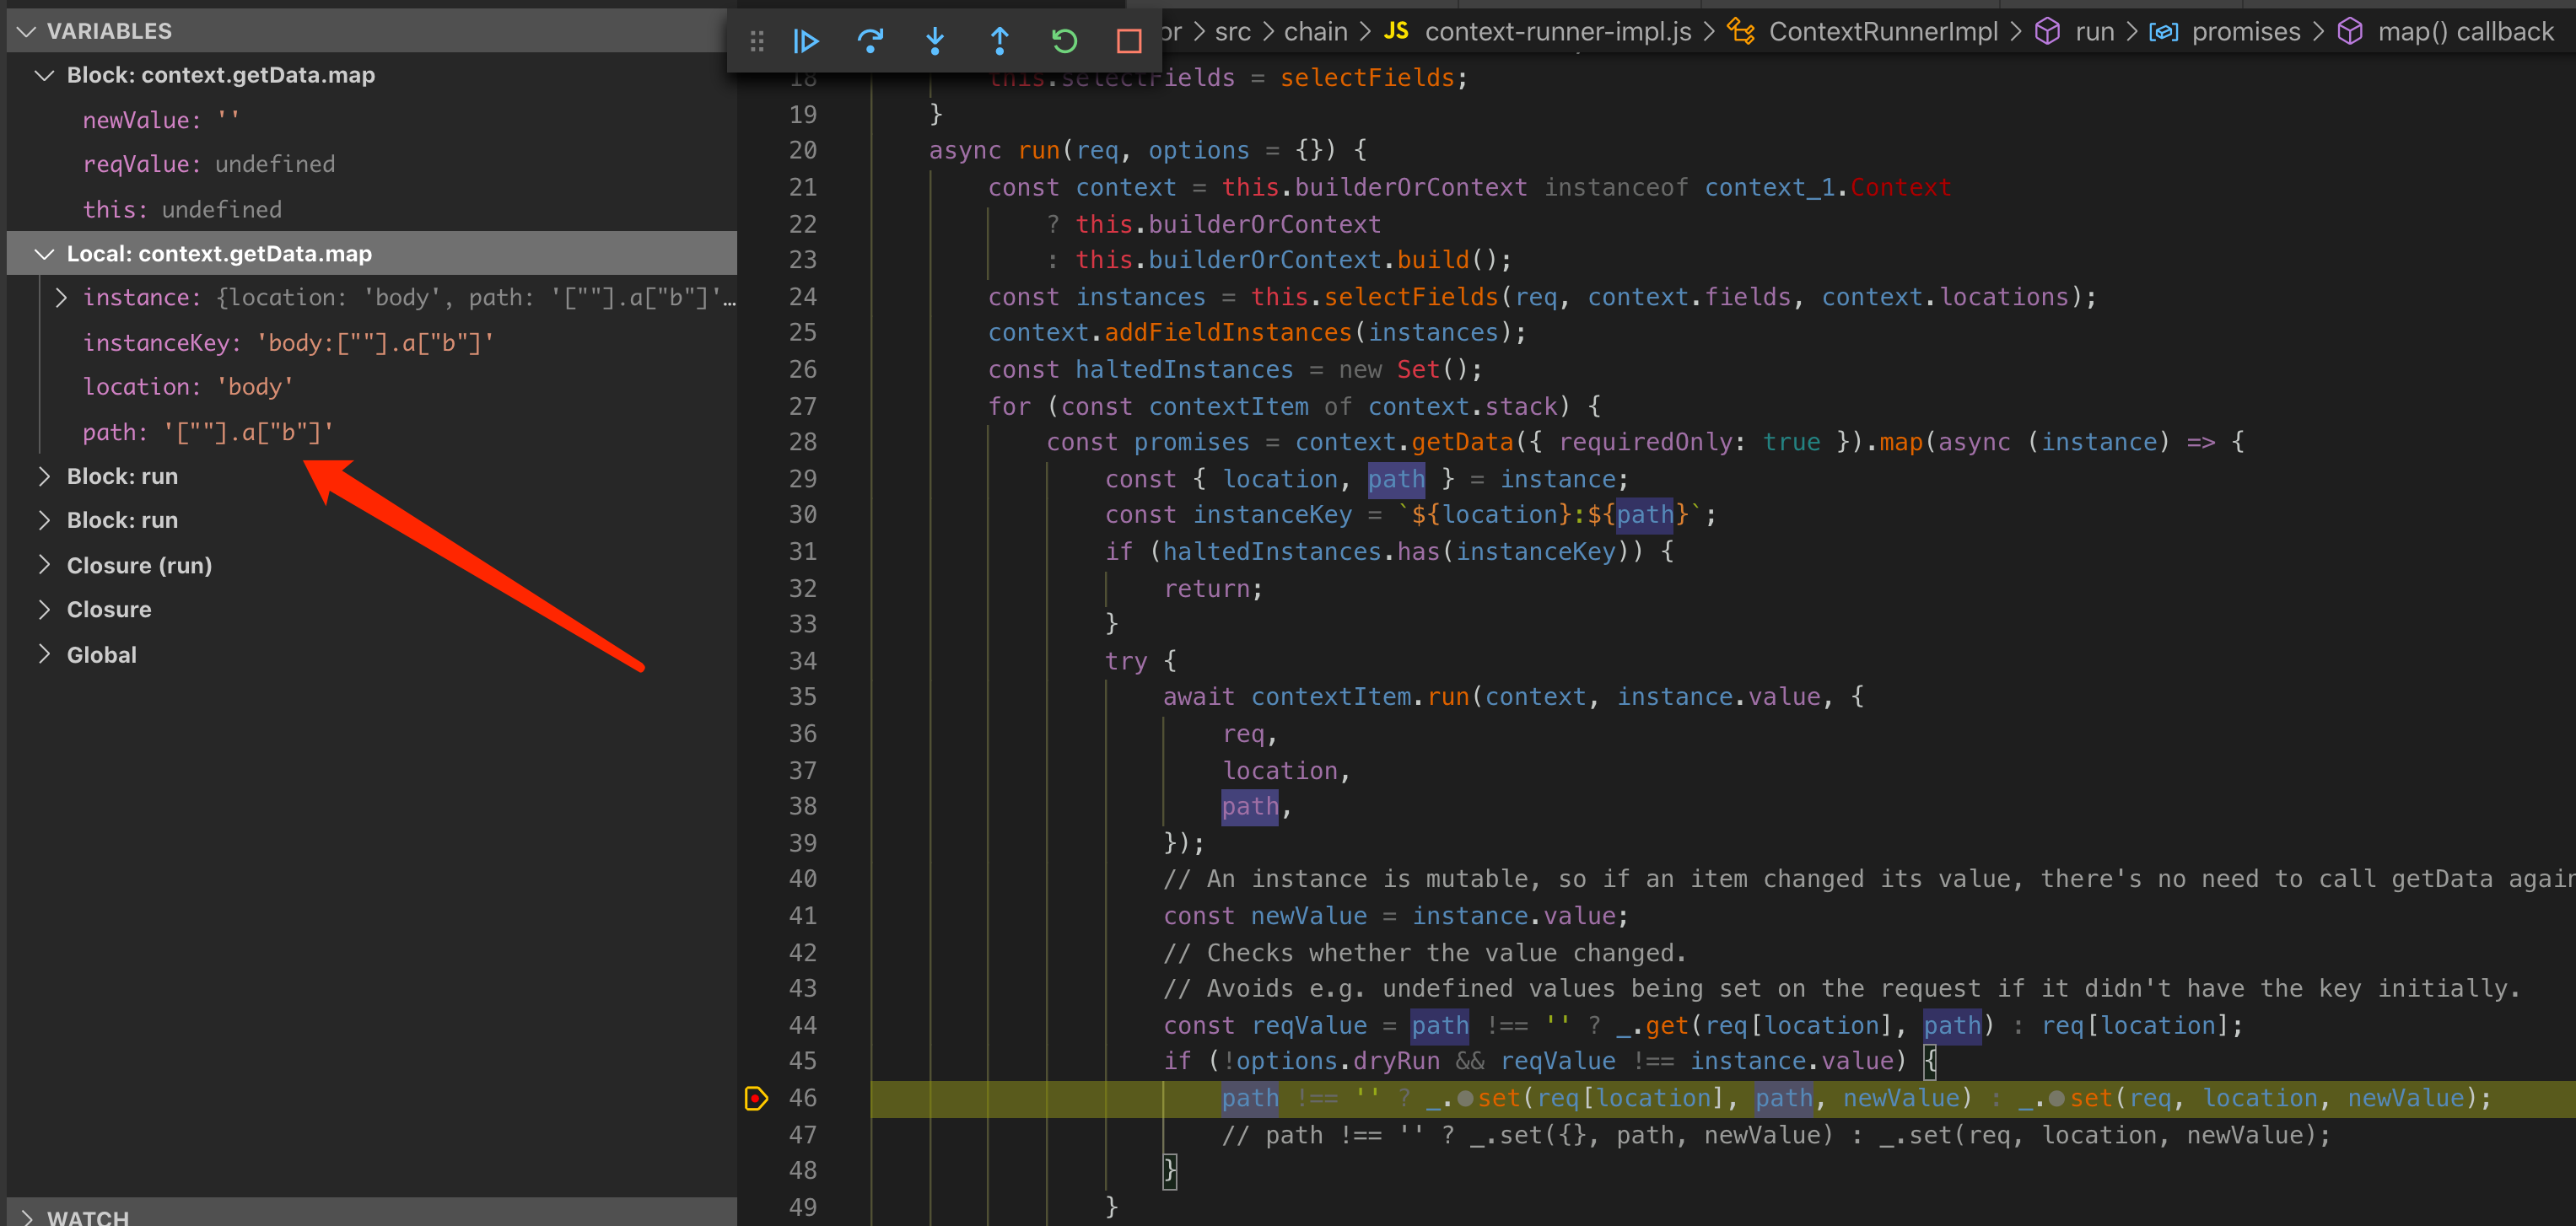 VARIABLES
Block: context.getData.map
newValue: ''
reqValue: undefined
this: undefined
Local: context.getData.map
instance: {location: 'body', path: '[""].a["b"]'…
instanceKey: 'body:[""].a["b"]'
location: 'body'
path: '[""].a["b"]'
Block: run
Block: run
Closure (run)
Closure
Global
WATCH
or > src > chain > JS context-runner-impl.js > ContextRunnerImpl > run > promises > map() callback
18 this.selectFields = selectFields;
19 }
20 async run(req, options = {}) {
21 const context = this.builderOrContext instanceof context_1.Context
22 ? this.builderOrContext
23 : this.builderOrContext.build();
24 const instances = this.selectFields(req, context.fields, context.locations);
25 context.addFieldInstances(instances);
26 const haltedInstances = new Set();
27 for (const contextItem of context.stack) {
28 const promises = context.getData({ requiredOnly: true }).map(async (instance) => {
29 const { location, path } = instance;
30 const instanceKey = `${location}:${path}`;
31 if (haltedInstances.has(instanceKey)) {
32 return;
33 }
34 try {
35 await contextItem.run(context, instance.value, {
36 req,
37 location,
38 path,
39 });
40 // An instance is mutable, so if an item changed its value, there's no need to call getData again
41 const newValue = instance.value;
42 // Checks whether the value changed.
43 // Avoids e.g. undefined values being set on the request if it didn't have the key initially.
44 const reqValue = path !== '' ? _.get(req[location], path) : req[location];
45 if (!options.dryRun && reqValue !== instance.value) {
46 path !== '' ? _.set(req[location], path, newValue) : _.set(req, location, newValue);
47 // path !== '' ? _.set({}, path, newValue) : _.set(req, location, newValue);
48 }
49 }